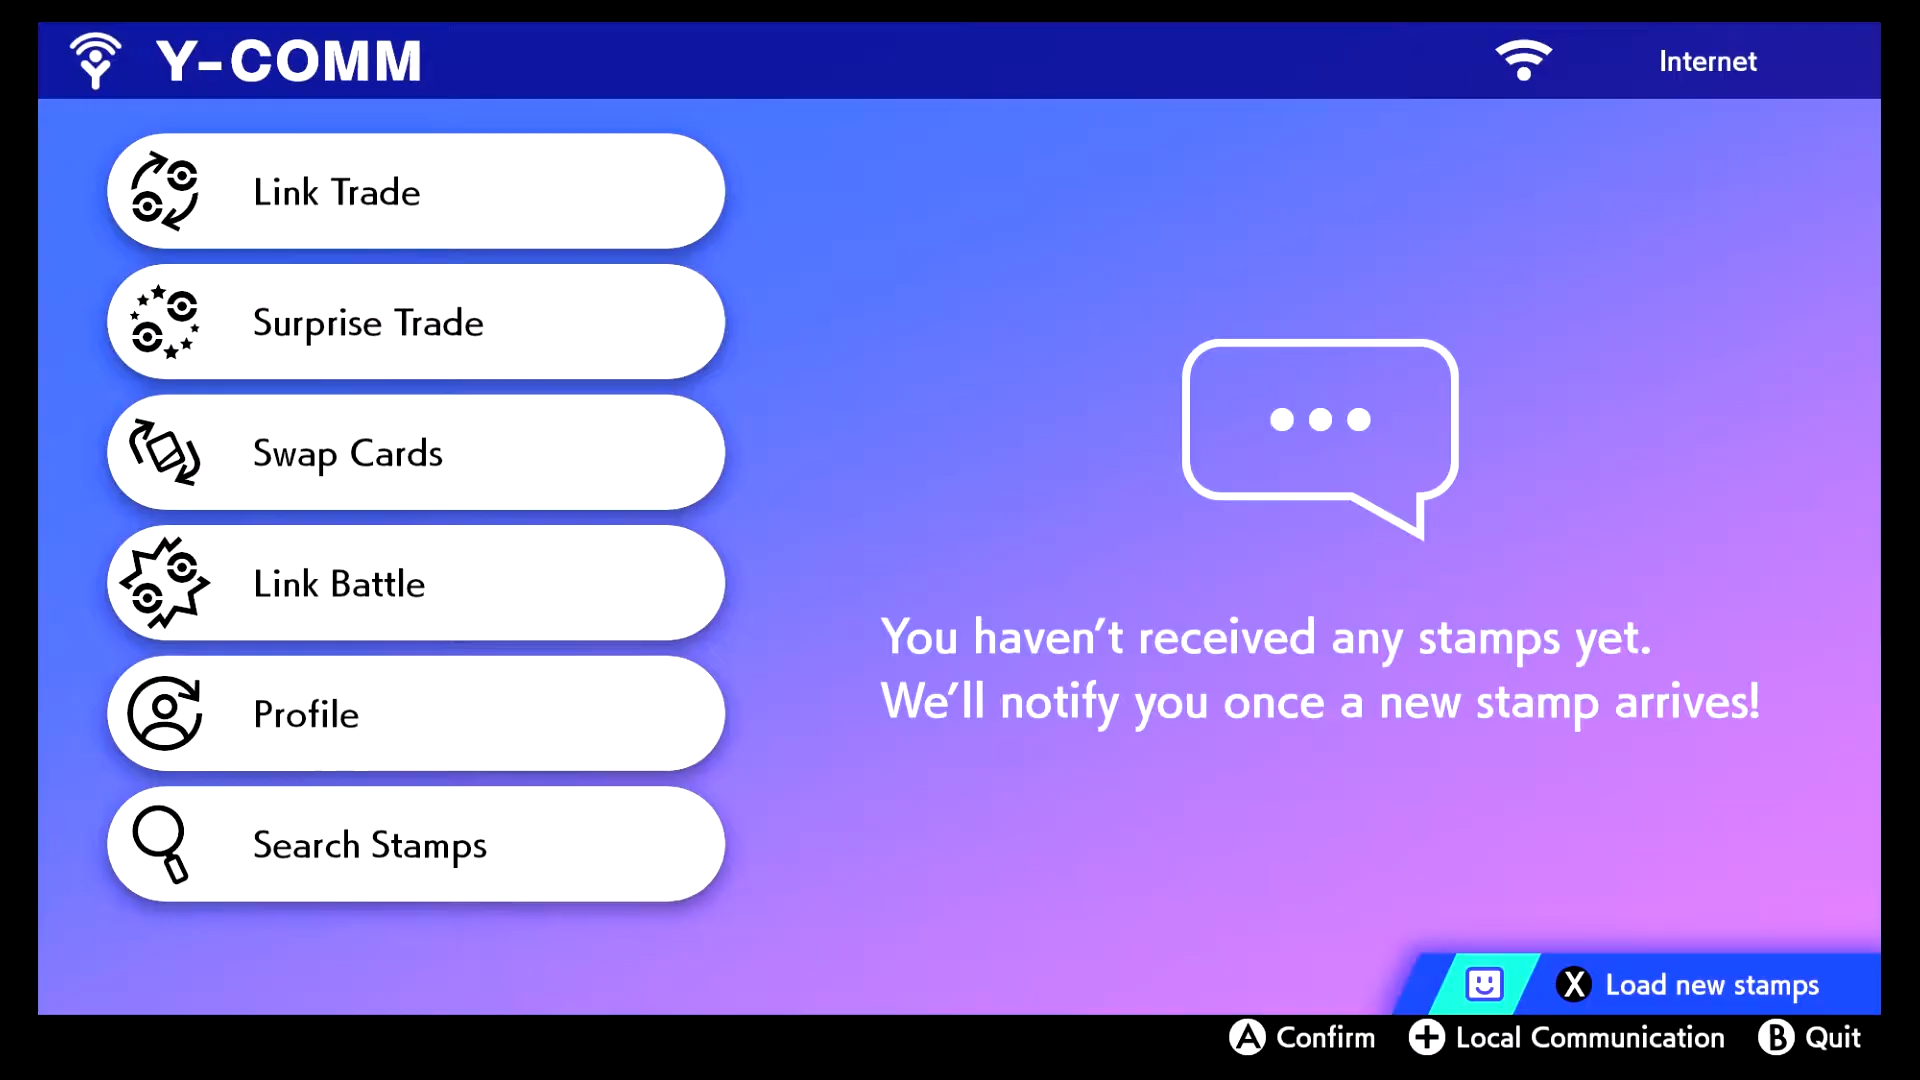 Y-COMM
Internet
Link Trade
Surprise Trade
Swap Cards
Link Battle
Profile
Search Stamps
You haven’t received any stamps yet.
We’ll notify you once a new stamp arrives!
X Load new stamps
A Confirm + Local Communication B Quit